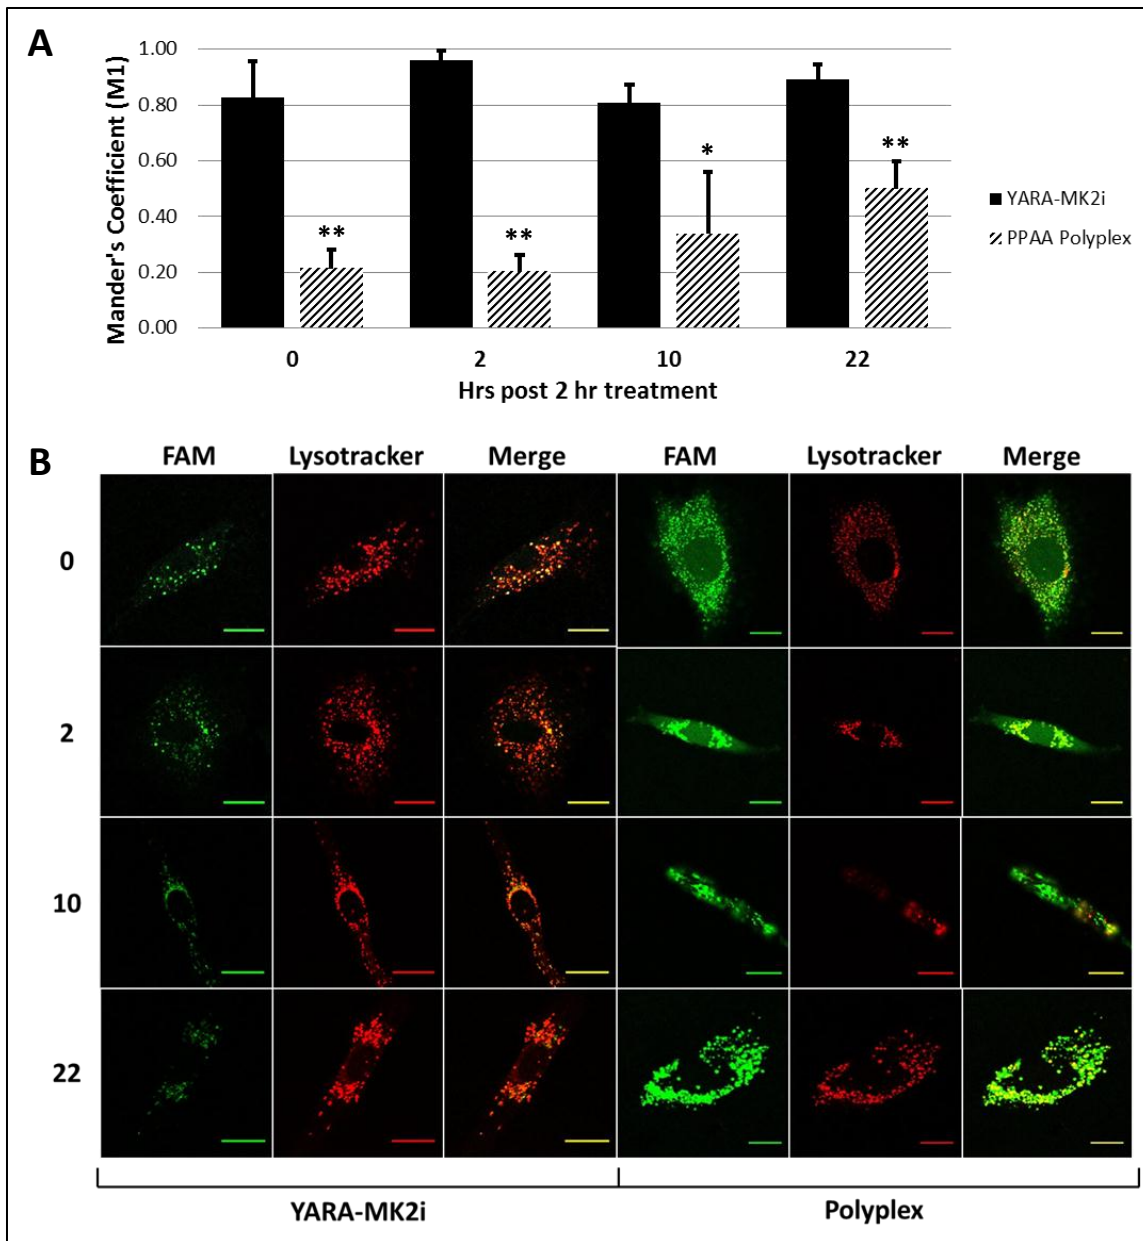 A
1.00
0.80
0.60
0.40
0.20
0.00
Mander's Coefficient (M1)
** ** * **
0 2 10 22
Hrs post 2 hr treatment
YARA-MK2i
PPAA Polyplex
B
FAM Lysotracker Merge FAM Lysotracker Merge
0
2
10
22
YARA-MK2i Polyplex